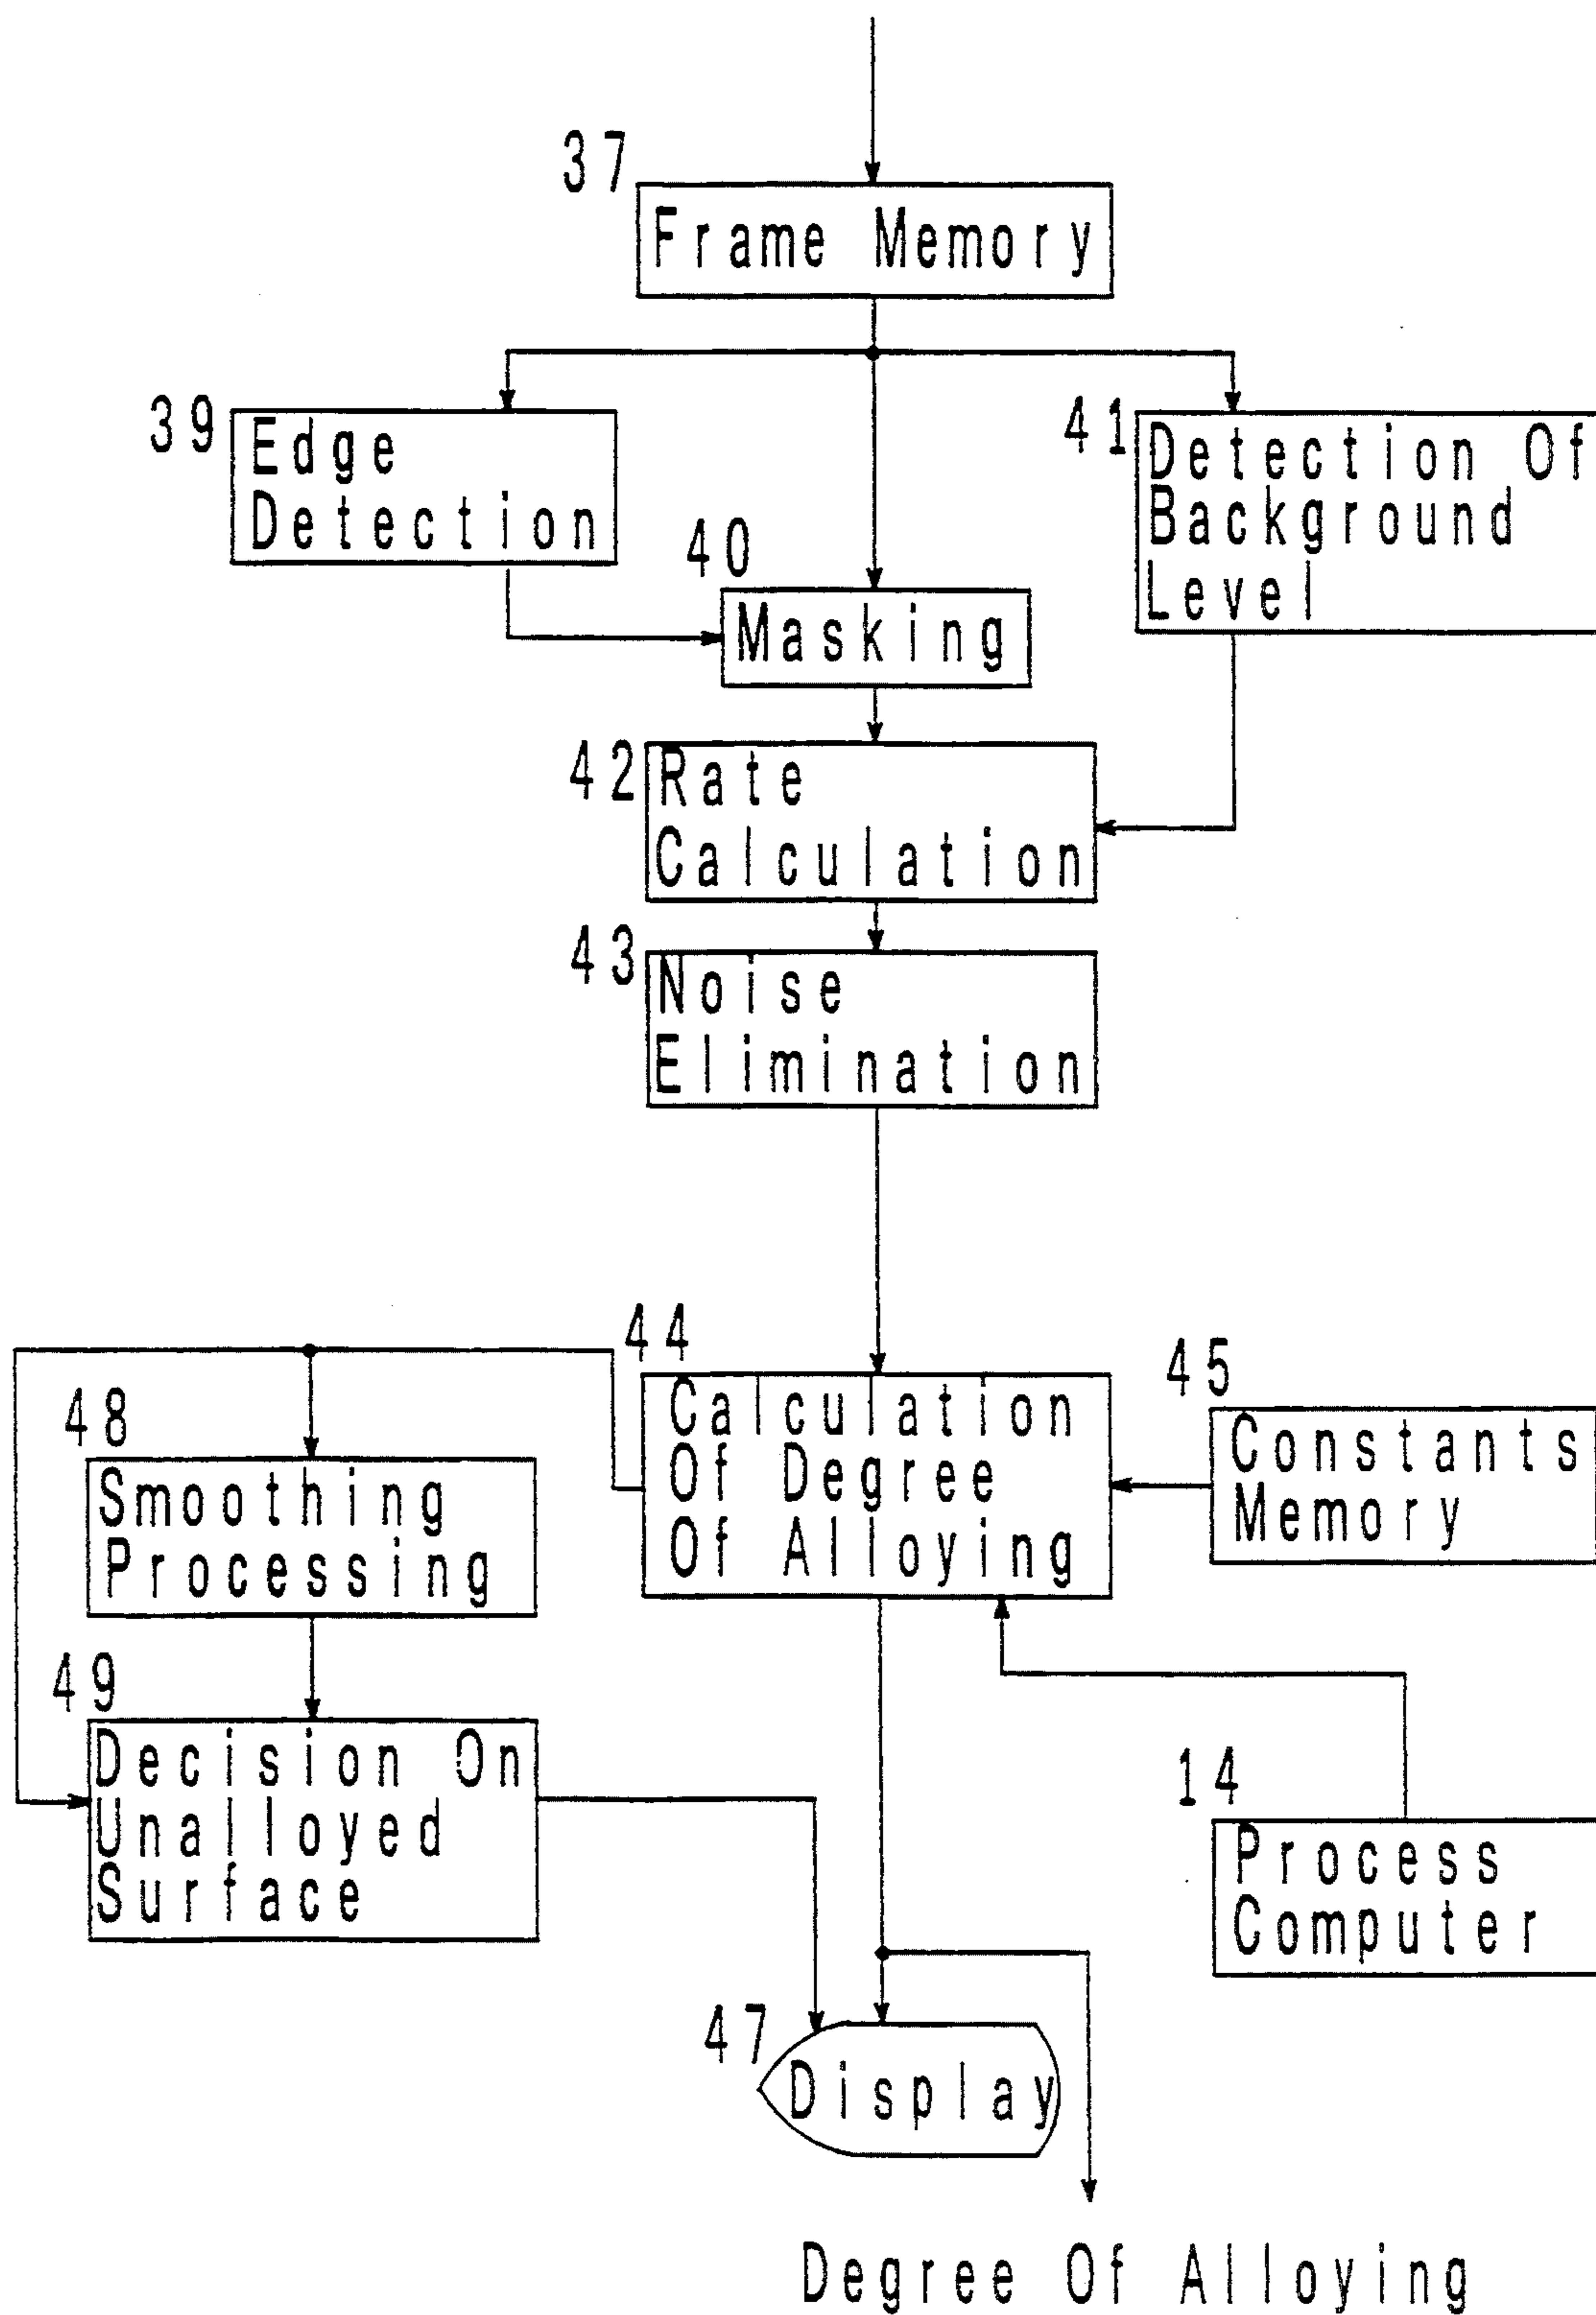 37
Frame Memory
39
Edge
Detection
41
Detection Of
Background
Level
40
Masking
42
Rate
Calculation
43
Noise
Elimination
44
Calculation
Of Degree
Of Alloying
45
Constants
Memory
48
Smoothing
Processing
49
Decision On
Unalloyed
Surface
14
Process
Computer
47
Display
Degree Of Alloying